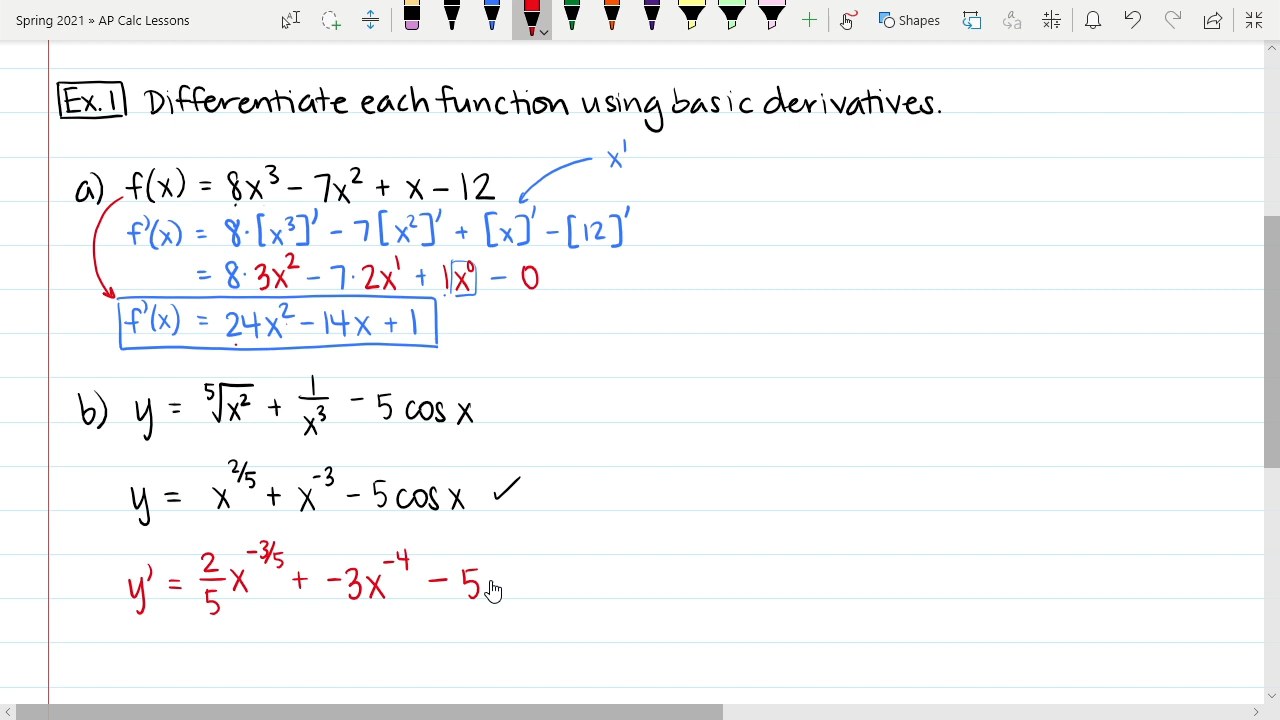 Spring 2021 » AP Calc Lessons
Shapes
Ex. 1 Differentiate each function using basic derivatives.
x¹
a) f(x) = 8x³ - 7x² + x - 12
f'(x) = 8·[x³]' - 7[x²]' + [x]' - [12]'
= 8·3x² - 7·2x¹ + 1x⁰ - 0
f'(x) = 24x² - 14x + 1
b) y = ⁵√x² + 1/x³ - 5 cos x
y = x^2/5 + x^-3 - 5 cos x ✓
y' = 2/5 x^-3/5 + -3x^-4 - 5